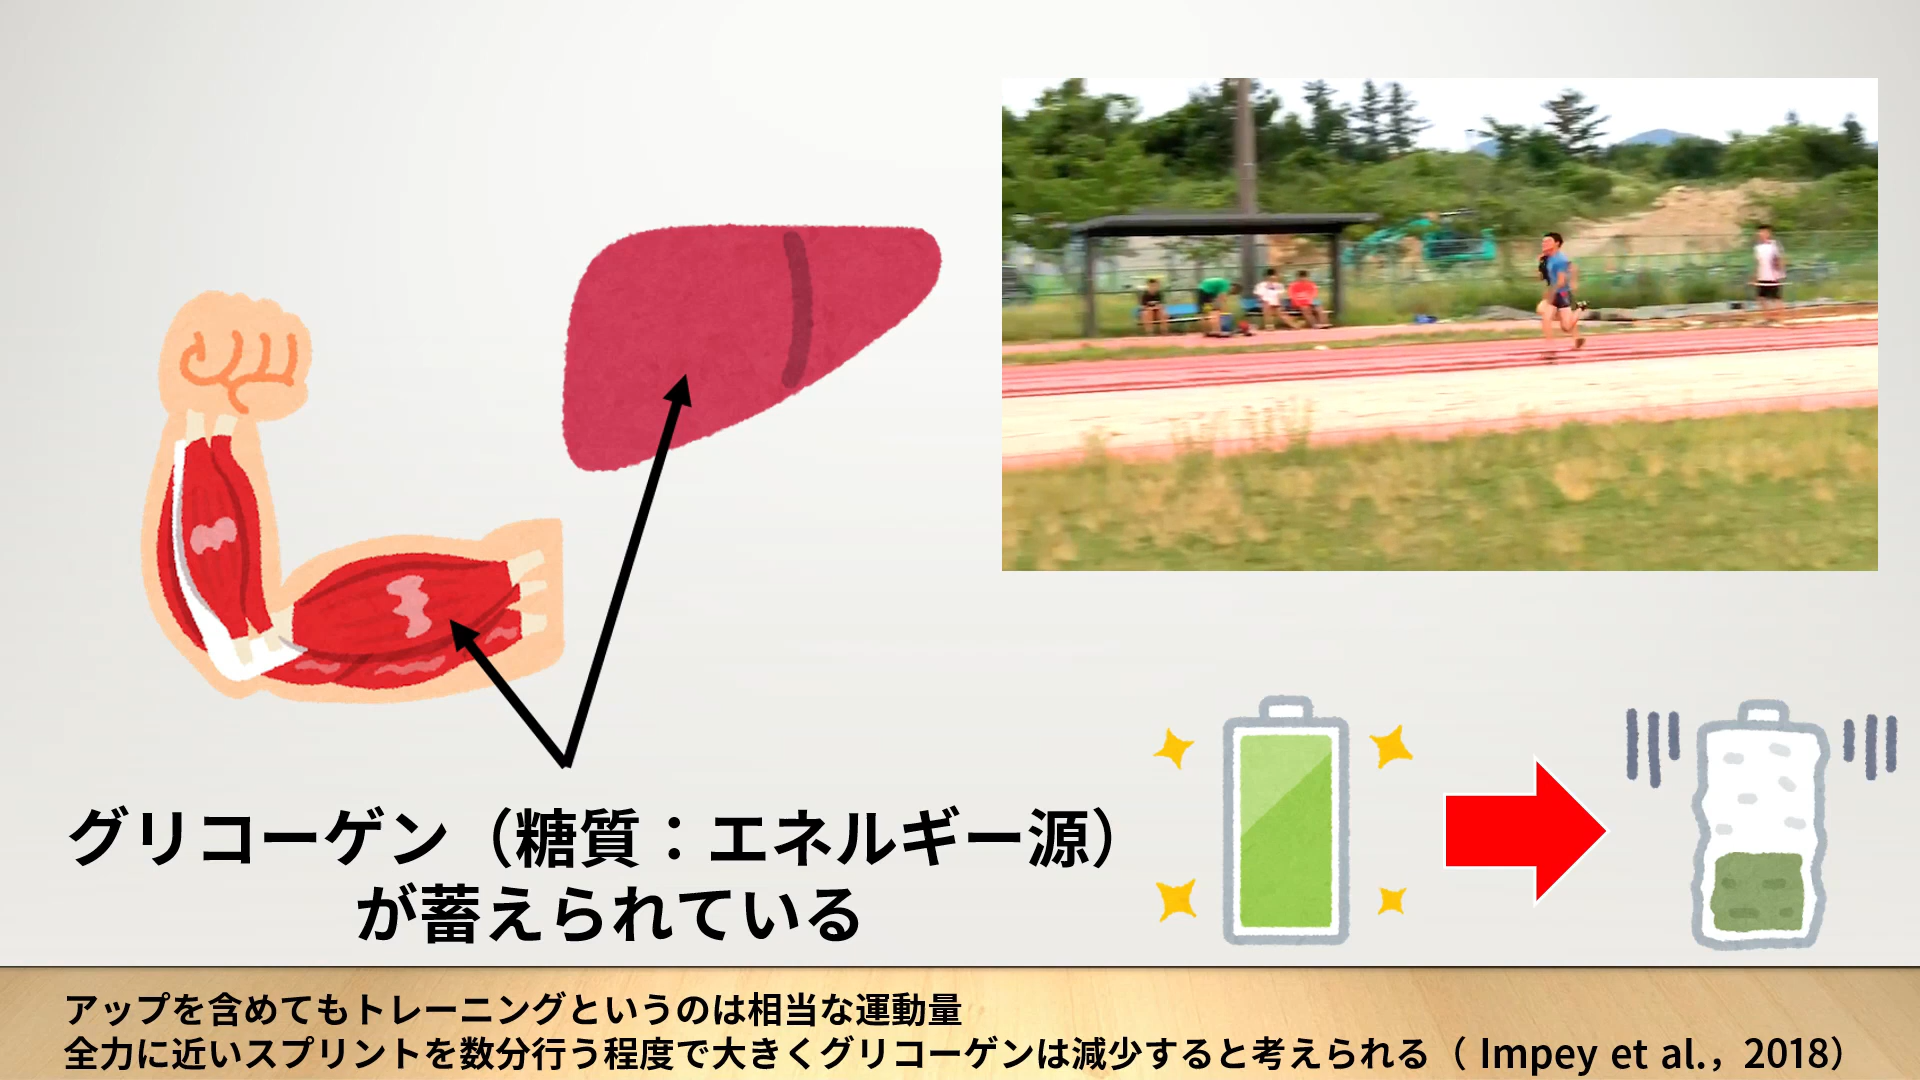 グリコーゲン（糖質：エネルギー源）
が蓄えられている
アップを含めてもトレーニングというのは相当な運動量
全力に近いスプリントを数分行う程度で大きくグリコーゲンは減少すると考えられる（ Impey et al.，2018）